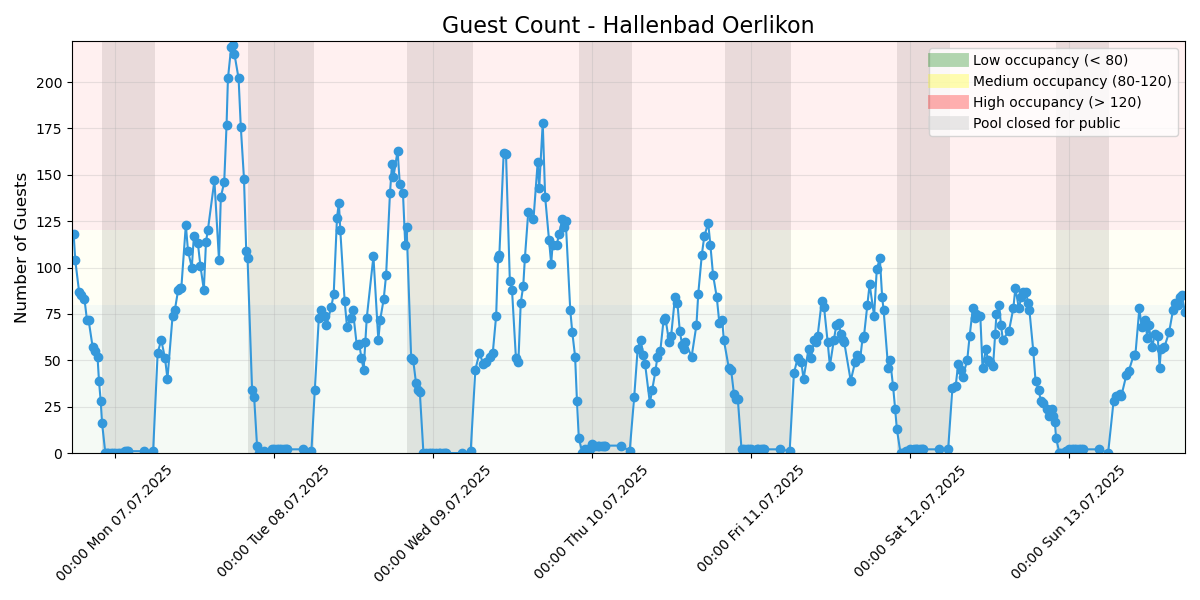 Guest Count - Hallenbad Oerlikon
Number of Guests
200
175
150
125
100
75
50
25
0
Low occupancy (< 80)
Medium occupancy (80-120)
High occupancy (> 120)
Pool closed for public
00:00 Mon 07.07.2025
00:00 Tue 08.07.2025
00:00 Wed 09.07.2025
00:00 Thu 10.07.2025
00:00 Fri 11.07.2025
00:00 Sat 12.07.2025
00:00 Sun 13.07.2025